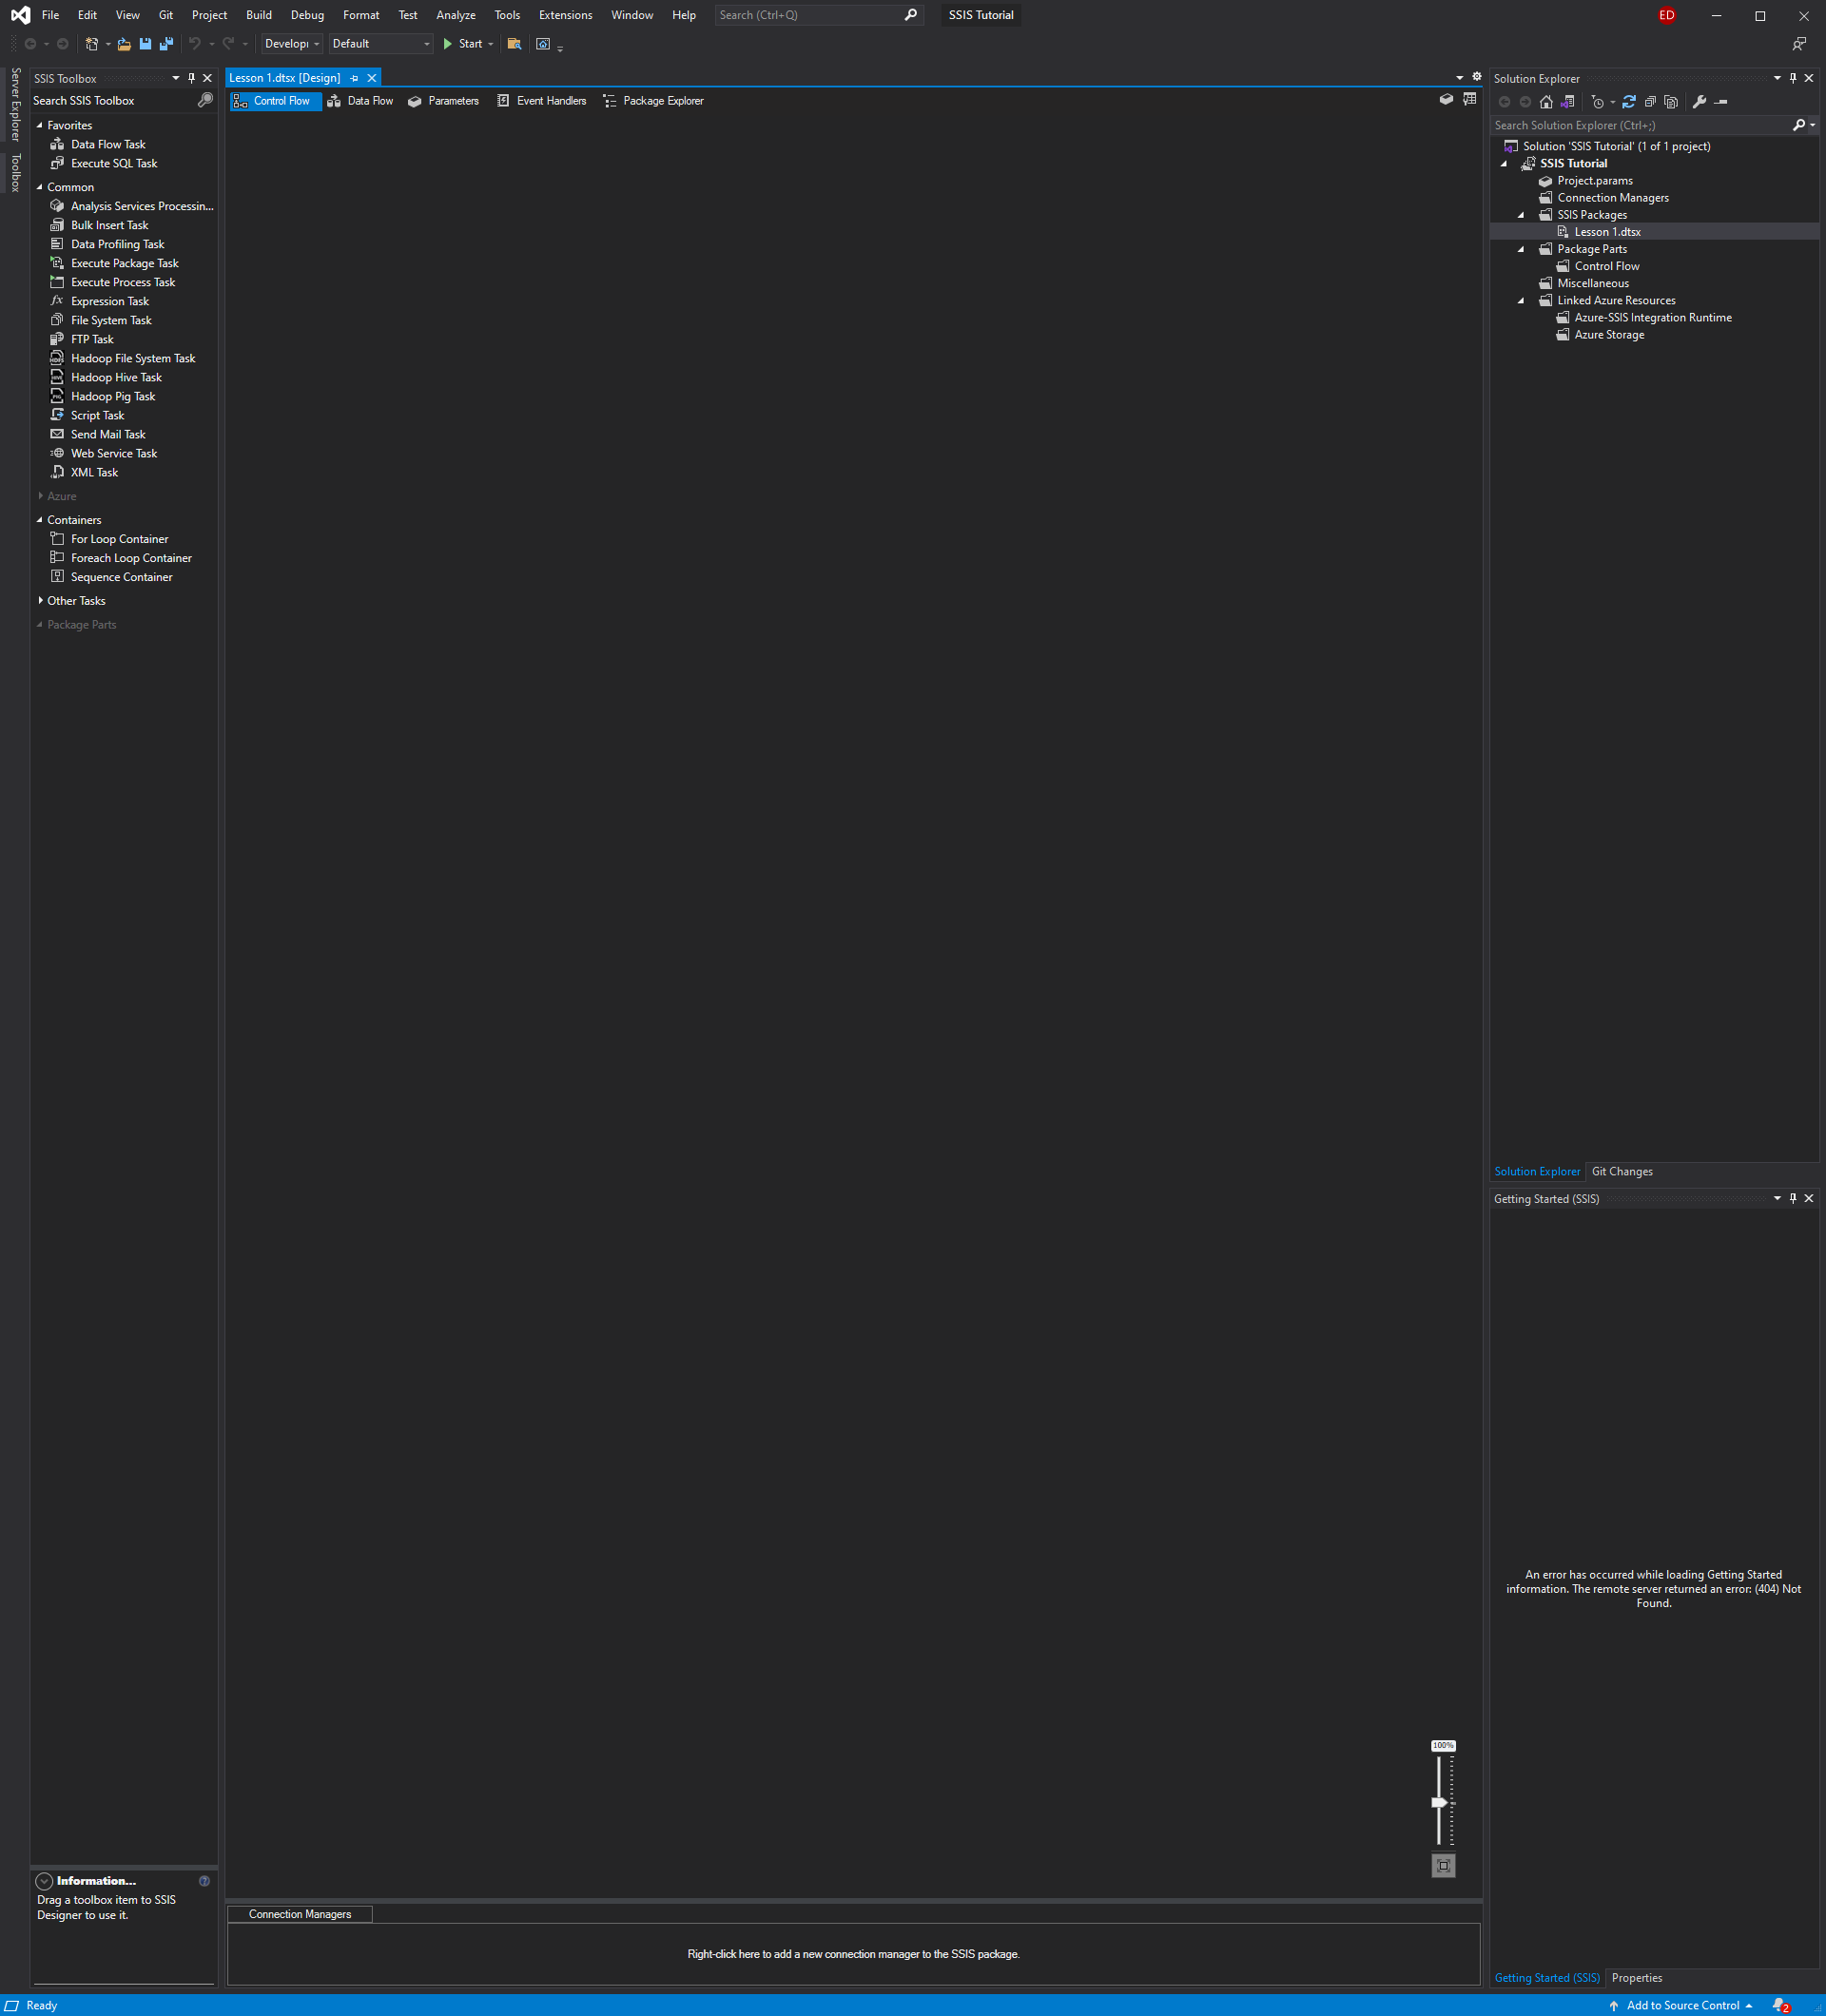 File Edit View Git Project Build Debug Format Test Analyze Tools Extensions Window Help Search (Ctrl+Q) SSIS Tutorial ED
Develop Default Start
Server Explorer
Toolbox
SSIS Toolbox
Search SSIS Toolbox
Favorites
Data Flow Task
Execute SQL Task
Common
Analysis Services Processin...
Bulk Insert Task
Data Profiling Task
Execute Package Task
Execute Process Task
Expression Task
File System Task
FTP Task
Hadoop File System Task
Hadoop Hive Task
Hadoop Pig Task
Script Task
Send Mail Task
Web Service Task
XML Task
Azure
Containers
For Loop Container
Foreach Loop Container
Sequence Container
Other Tasks
Package Parts
Information...
Drag a toolbox item to SSIS
Designer to use it.
Lesson 1.dtsx [Design]
Control Flow Data Flow Parameters Event Handlers Package Explorer
100%
Connection Managers
Right-click here to add a new connection manager to the SSIS package.
Solution Explorer
Search Solution Explorer (Ctrl+;)
Solution 'SSIS Tutorial' (1 of 1 project)
SSIS Tutorial
Project.params
Connection Managers
SSIS Packages
Lesson 1.dtsx
Package Parts
Control Flow
Miscellaneous
Linked Azure Resources
Azure-SSIS Integration Runtime
Azure Storage
Solution Explorer Git Changes
Getting Started (SSIS)
An error has occurred while loading Getting Started
information. The remote server returned an error: (404) Not
Found.
Getting Started (SSIS) Properties
Ready Add to Source Control 2